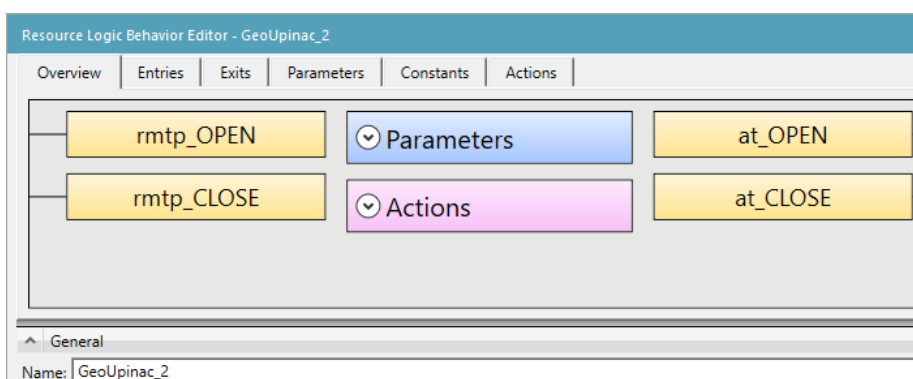 Resource Logic Behavior Editor - GeoUpinac_2
Overview Entries Exits Parameters Constants Actions
rmtp_OPEN Parameters at_OPEN
rmtp_CLOSE Actions at_CLOSE
General
Name: GeoUpinac_2